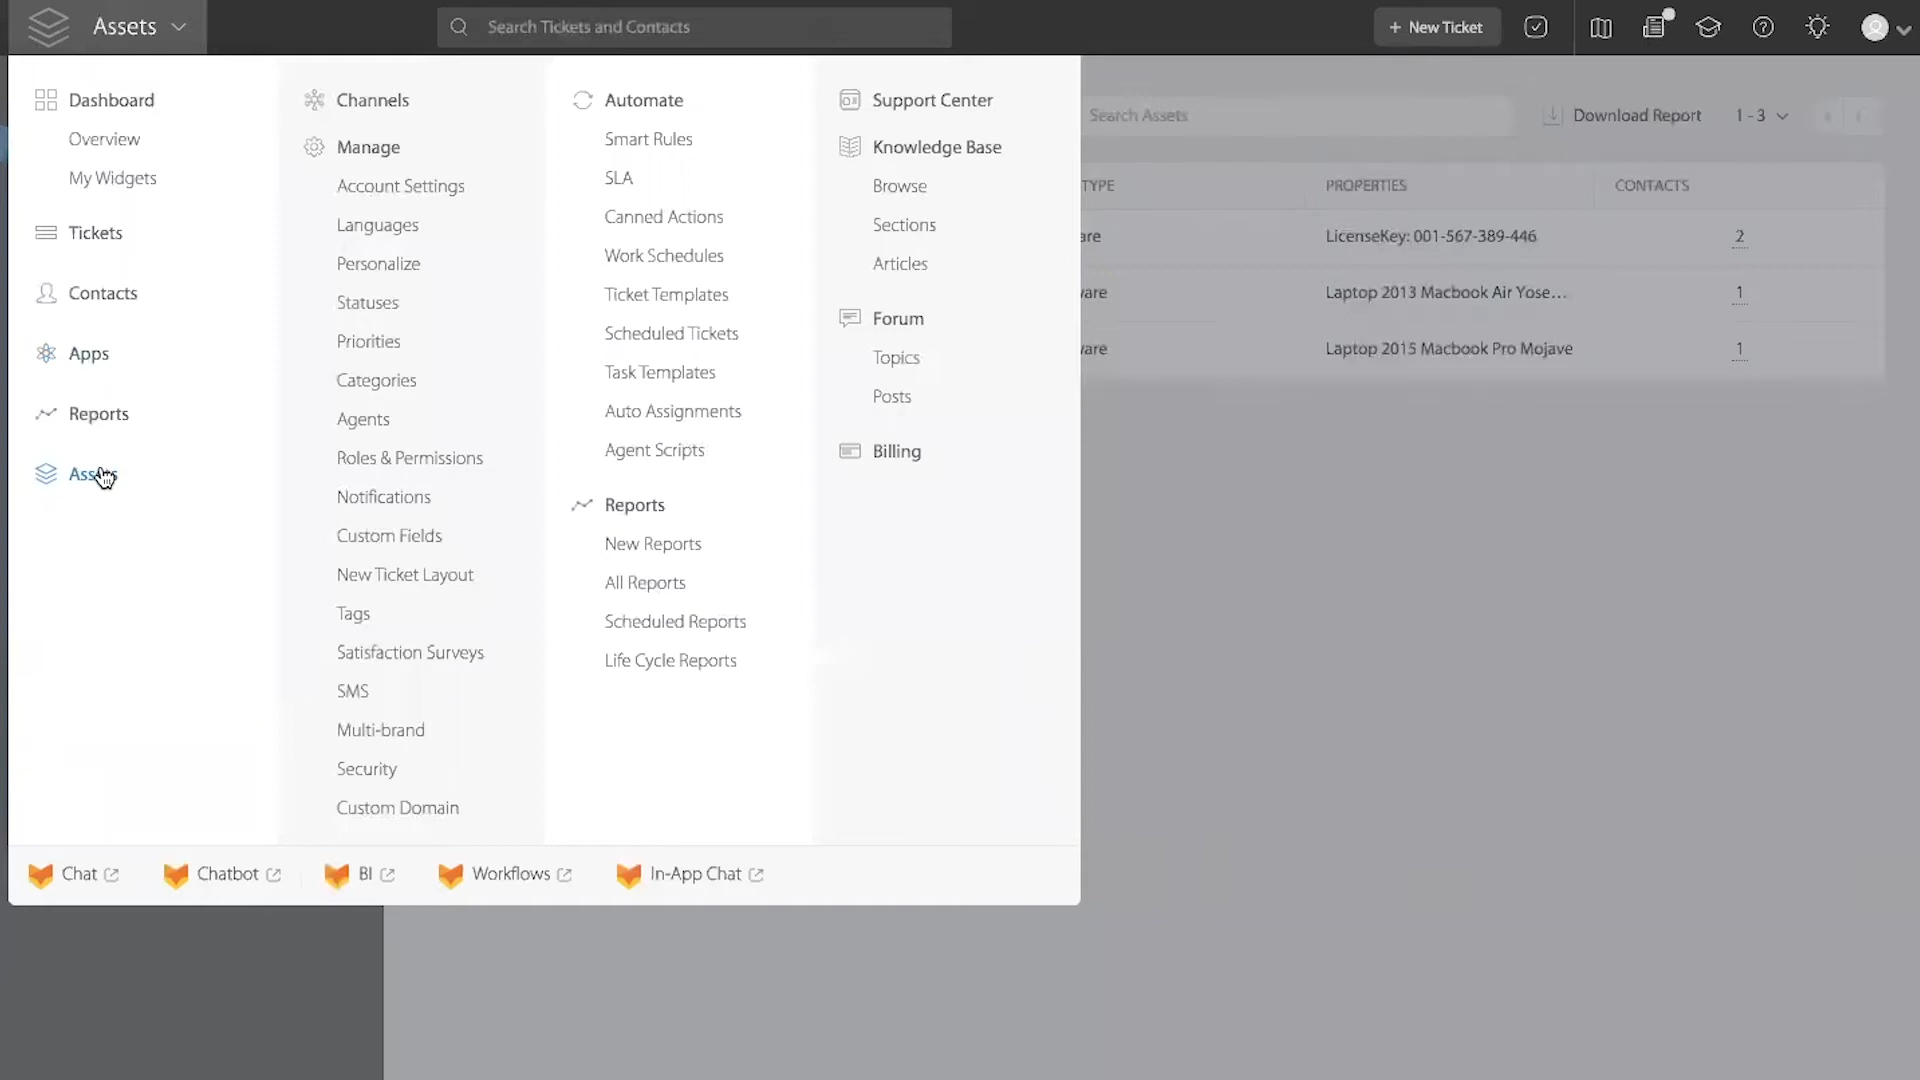 Assets
Search Tickets and Contacts
+ New Ticket
Dashboard
Overview
My Widgets
Tickets
Contacts
Apps
Reports
Assets
Channels
Manage
Account Settings
Languages
Personalize
Statuses
Priorities
Categories
Agents
Roles & Permissions
Notifications
Custom Fields
New Ticket Layout
Tags
Satisfaction Surveys
SMS
Multi-brand
Security
Custom Domain
Automate
Smart Rules
SLA
Canned Actions
Work Schedules
Ticket Templates
Scheduled Tickets
Task Templates
Auto Assignments
Agent Scripts
Reports
New Reports
All Reports
Scheduled Reports
Life Cycle Reports
Support Center
Knowledge Base
Browse
Sections
Articles
Forum
Topics
Posts
Billing
Chat
Chatbot
BI
Workflows
In-App Chat
Search Assets
Download Report
1 - 3
TYPE PROPERTIES CONTACTS
LicenseKey: 001-567-389-446 2
Laptop 2013 Macbook Air Yose... 1
Laptop 2015 Macbook Pro Mojave 1